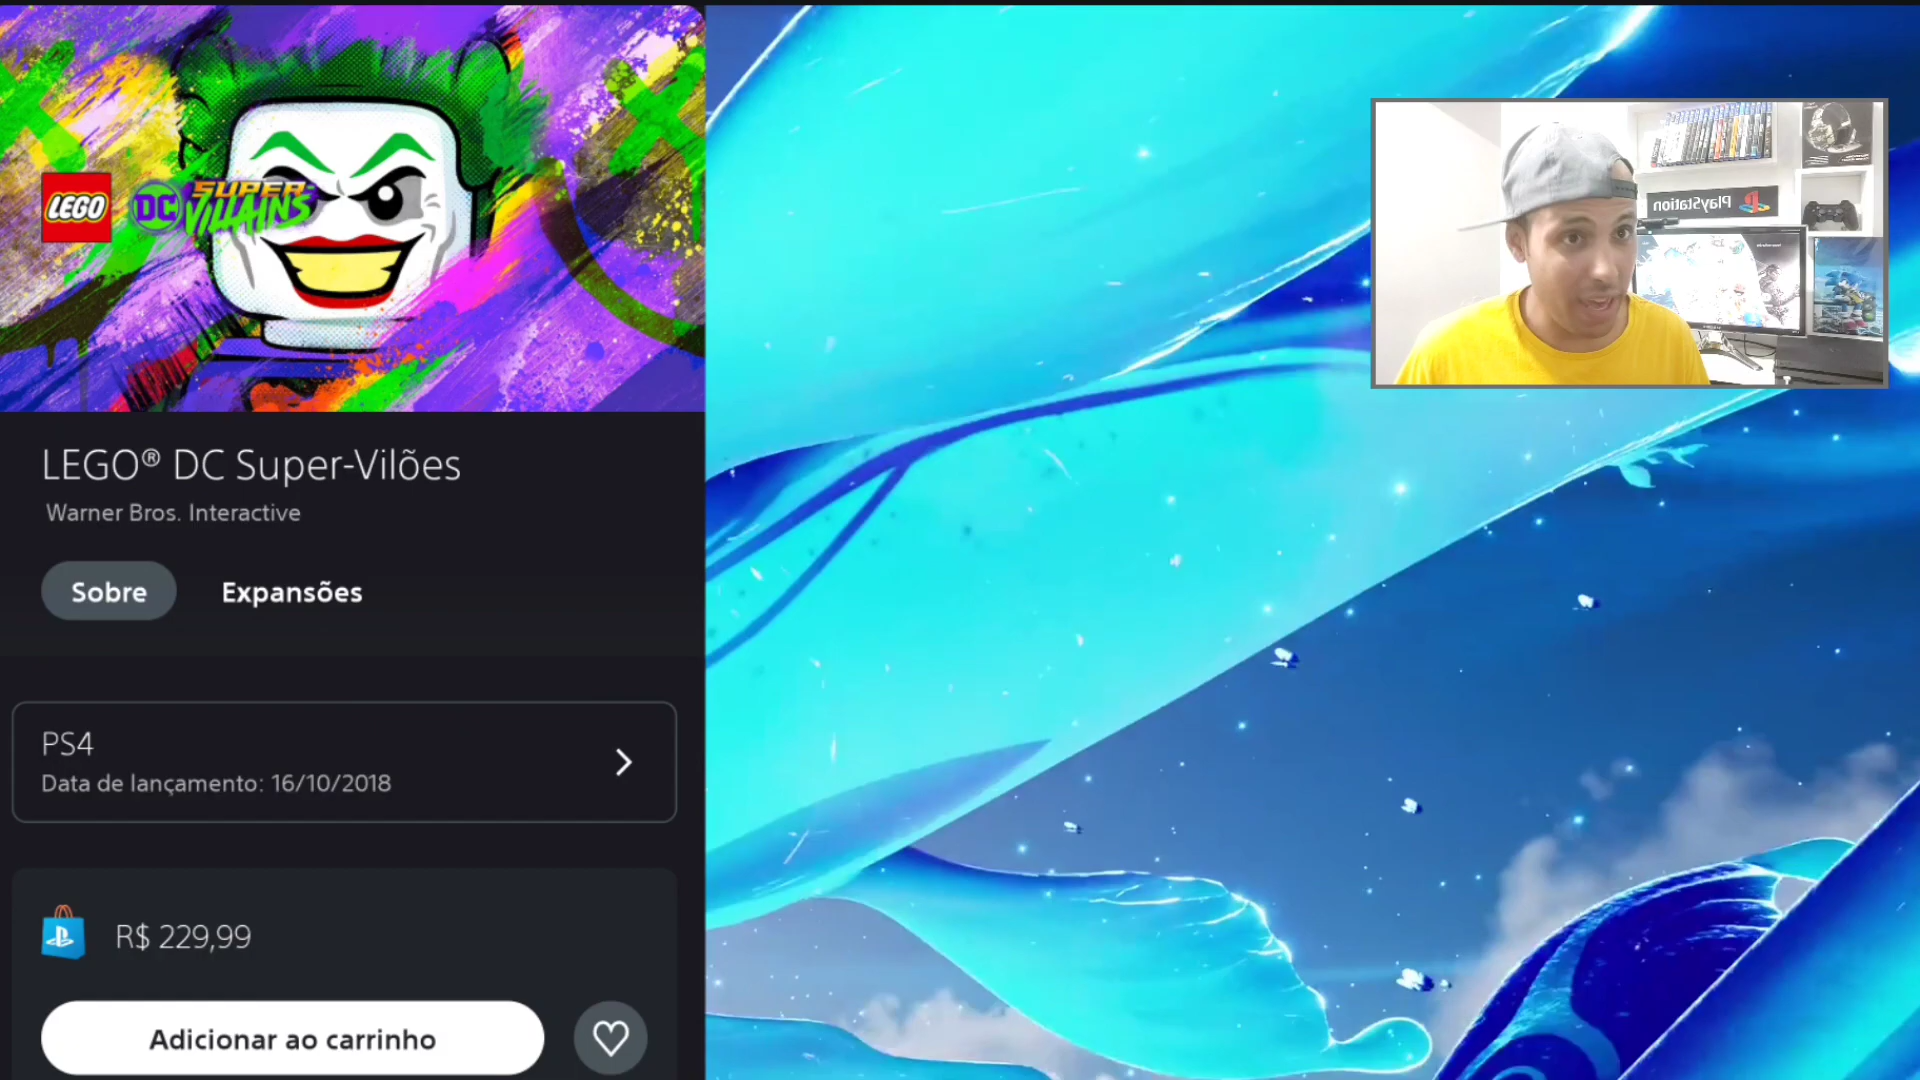 LEGO
DC SUPER-
VILLAINS
LEGO® DC Super-Vilões
Warner Bros. Interactive
Sobre
Expansões
PS4
Data de lançamento: 16/10/2018
R$ 229,99
Adicionar ao carrinho
PlayStation